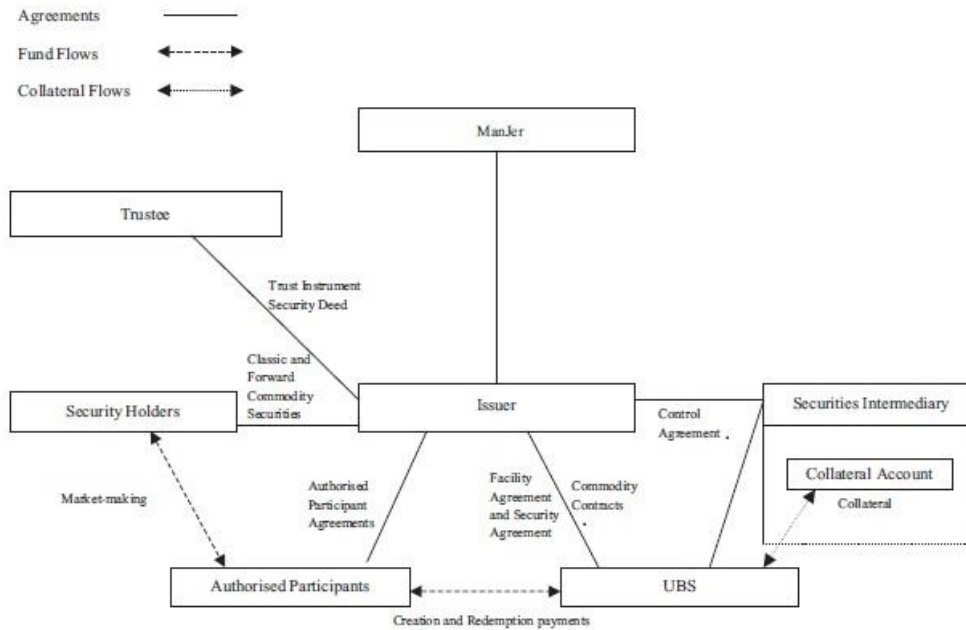 Agreements
Fund Flows
Collateral Flows
ManJer
Trustee
Trust Instrument
Security Deed
Classic and
Forward
Commodity
Securities
Security Holders
Issuer
Securities Intermediary
Control
Agreement
Collateral Account
Collateral
Market-making
Authorised
Participant
Agreements
Facility
Agreement
and Security
Agreement
Commodity
Contracts
Authorised Participants
UBS
Creation and Redemption payments